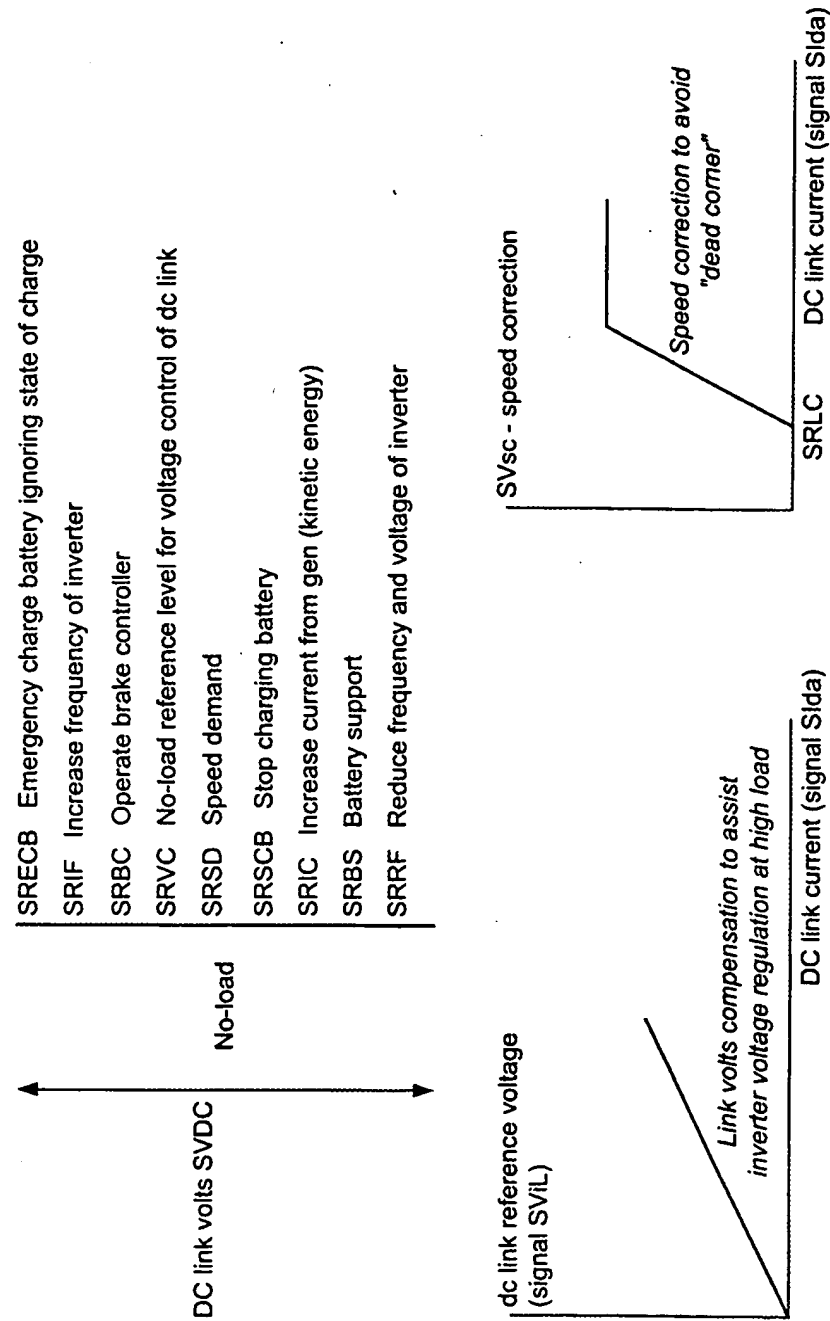 DC link volts SVDC
No-load
SRECB Emergency charge battery ignoring state of charge
SRIF Increase frequency of inverter
SRBC Operate brake controller
SRVC No-load reference level for voltage control of dc link
SRSD Speed demand
SRSCB Stop charging battery
SRIC Increase current from gen (kinetic energy)
SRBS Battery support
SRRF Reduce frequency and voltage of inverter
dc link reference voltage
(signal SViL)
Link volts compensation to assist
inverter voltage regulation at high load
DC link current (signal SIda)
SVsc - speed correction
Speed correction to avoid
"dead corner"
SRLC
DC link current (signal SIda)